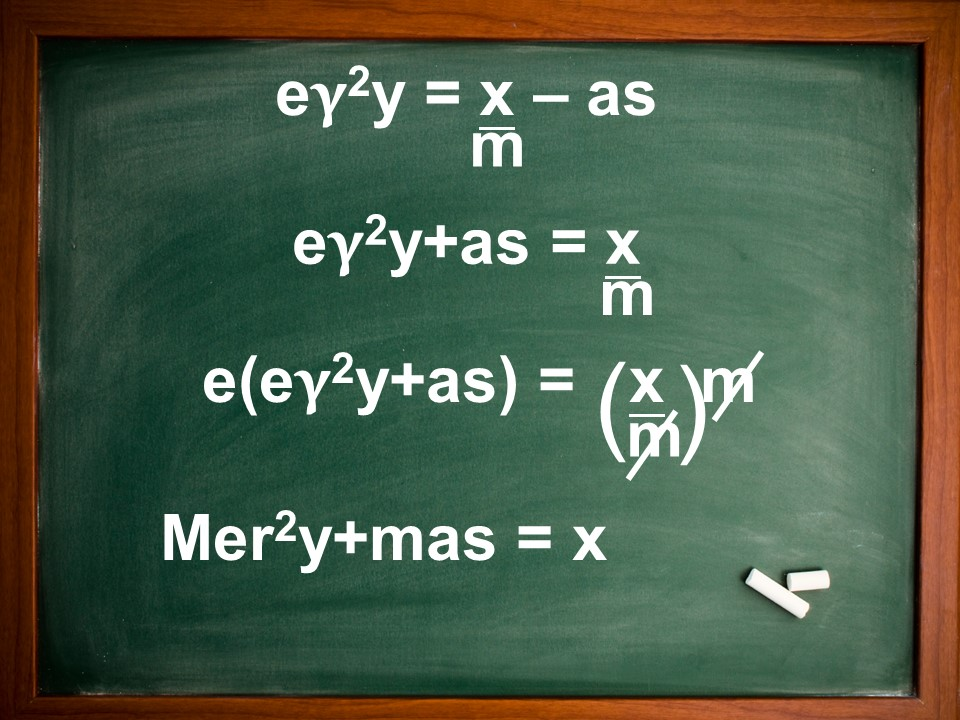 eγ²y = x/m – as
eγ²y+as = x/m
e(eγ²y+as) = (x/m)m
Mer²y+mas = x